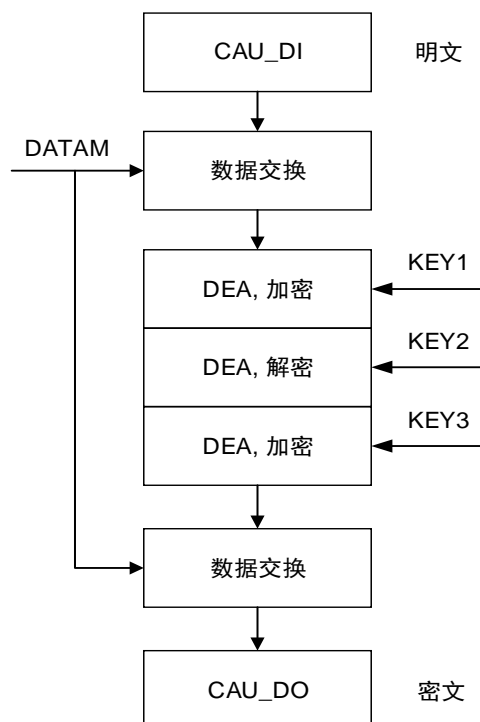 CAU_DI
明文
DATAM
数据交换
KEY1
DEA, 加密
KEY2
DEA, 解密
KEY3
DEA, 加密
数据交换
CAU_DO
密文